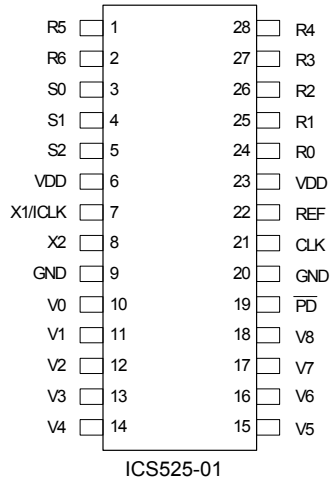 R5 1 28 R4
R6 2 27 R3
S0 3 26 R2
S1 4 25 R1
S2 5 24 R0
VDD 6 23 VDD
X1/ICLK 7 22 REF
X2 8 21 CLK
GND 9 20 GND
V0 10 19 P̅D̅
V1 11 18 V8
V2 12 17 V7
V3 13 16 V6
V4 14 15 V5
ICS525-01